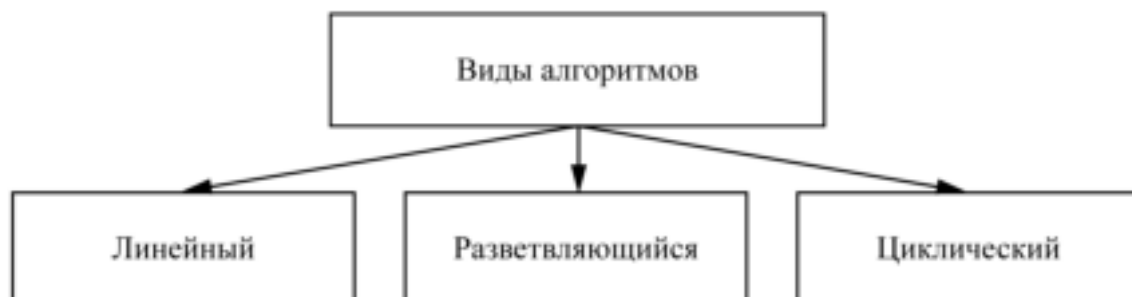 Виды алгоритмов
Линейный
Разветвляющийся
Циклический